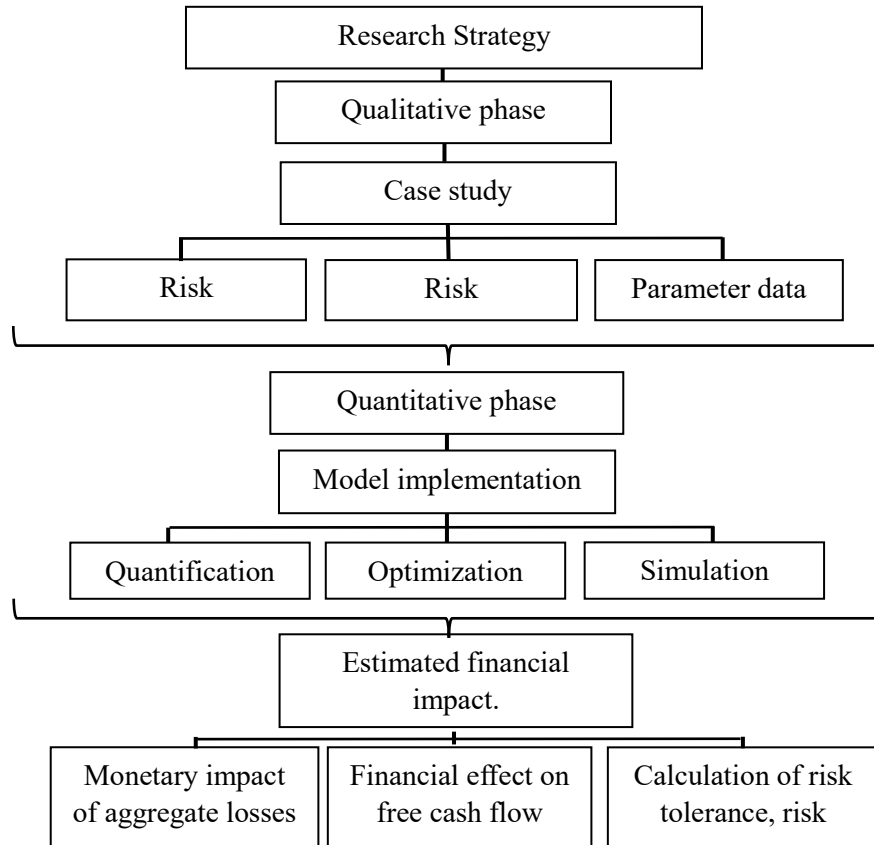 Research Strategy
Qualitative phase
Case study
Risk
Risk
Parameter data
Quantitative phase
Model implementation
Quantification
Optimization
Simulation
Estimated financial
impact.
Monetary impact
of aggregate losses
Financial effect on
free cash flow
Calculation of risk
tolerance, risk